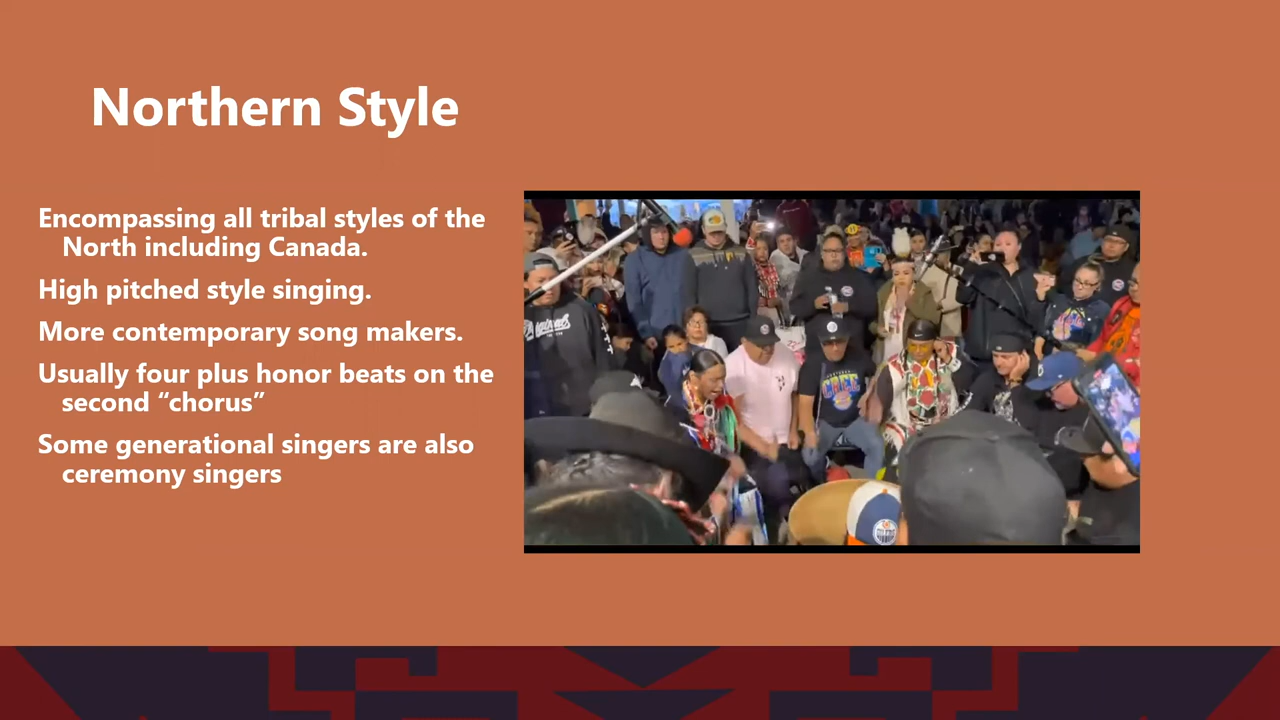 Northern Style
Encompassing all tribal styles of the
North including Canada.
High pitched style singing.
More contemporary song makers.
Usually four plus honor beats on the
second “chorus”
Some generational singers are also
ceremony singers
CREE